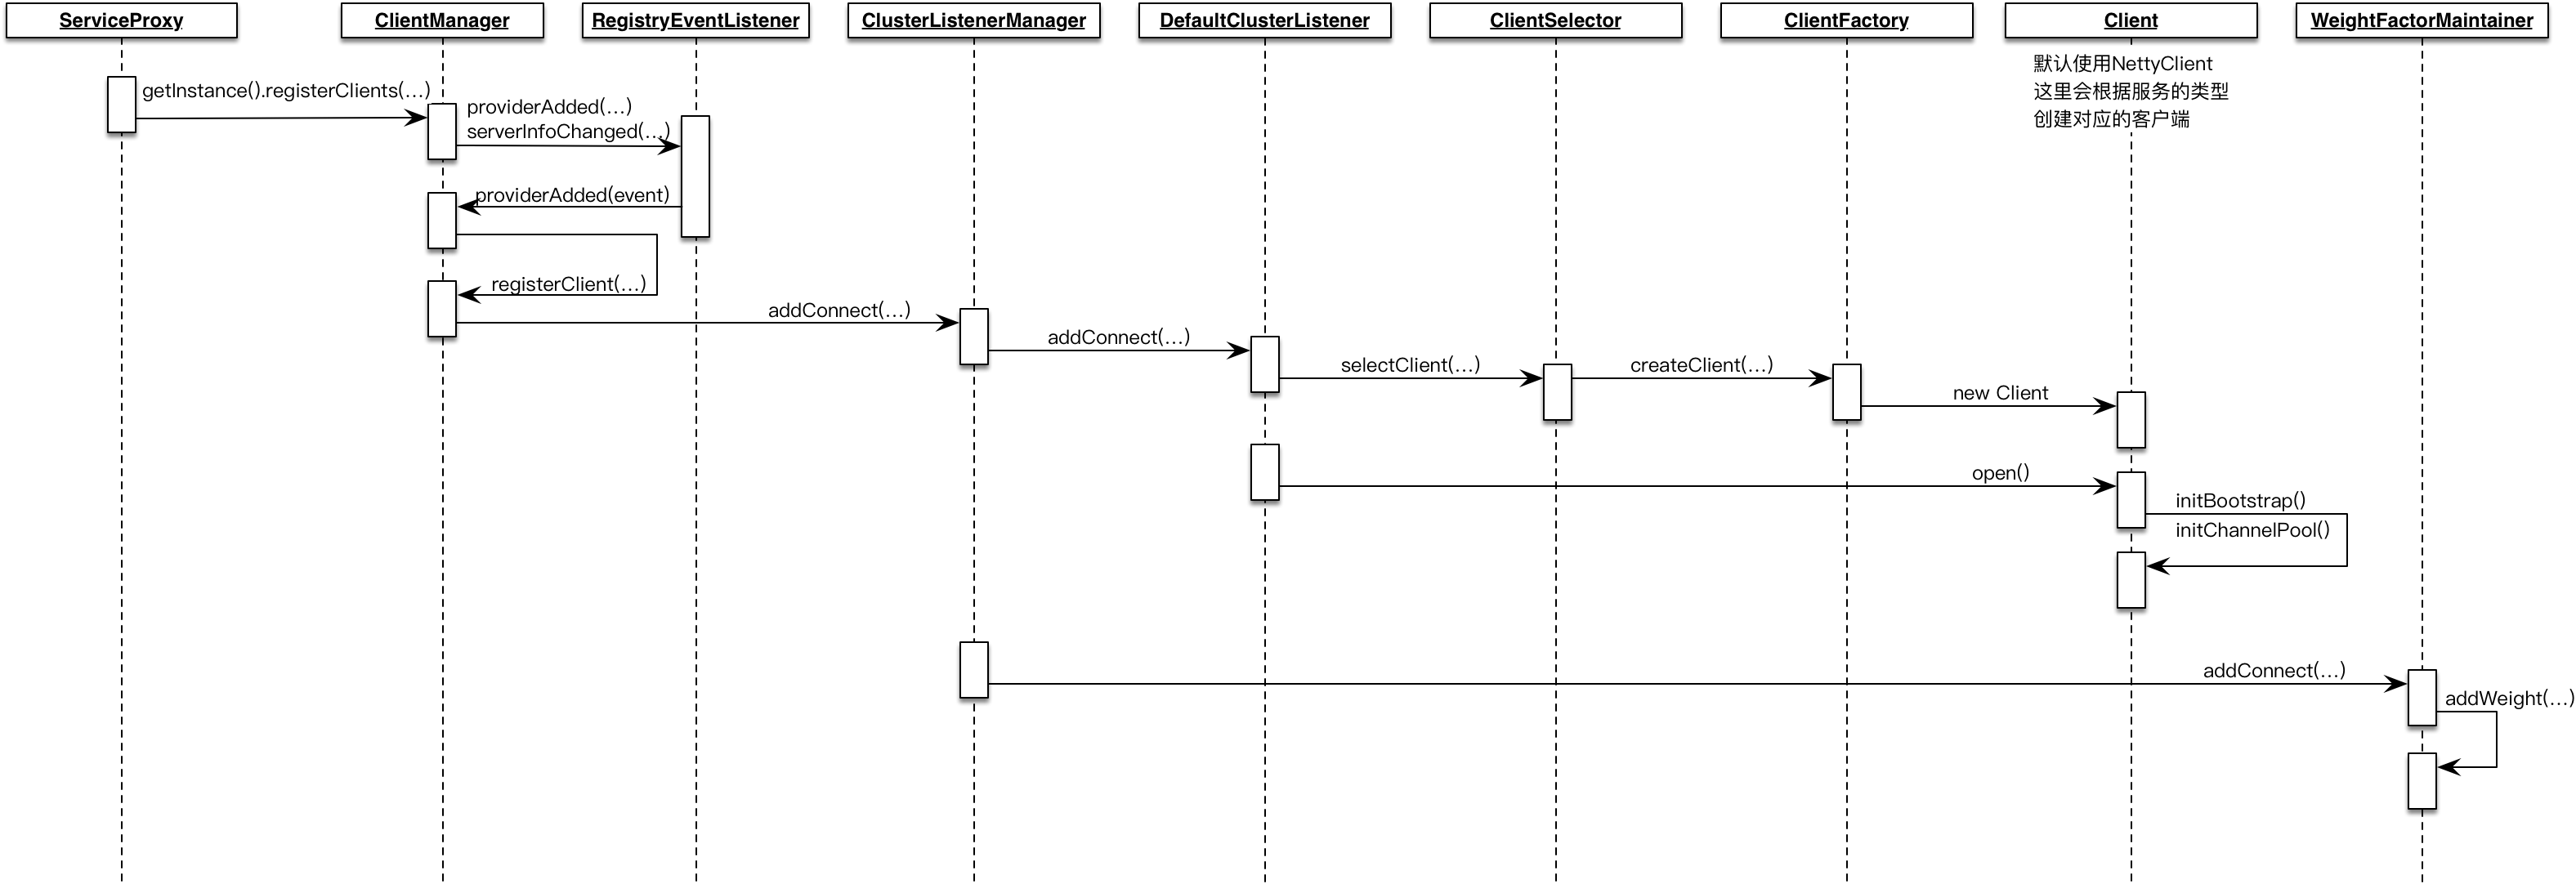 ServiceProxy
ClientManager
RegistryEventListener
ClusterListenerManager
DefaultClusterListener
ClientSelector
ClientFactory
Client
WeightFactorMaintainer
默认使用NettyClient
这里会根据服务的类型
创建对应的客户端
getInstance().registerClients(...)
providerAdded(...)
serverInfoChanged(...)
providerAdded(event)
registerClient(...)
addConnect(...)
addConnect(...)
selectClient(...)
createClient(...)
new Client
open()
initBootstrap()
initChannelPool()
addConnect(...)
addWeight(...)